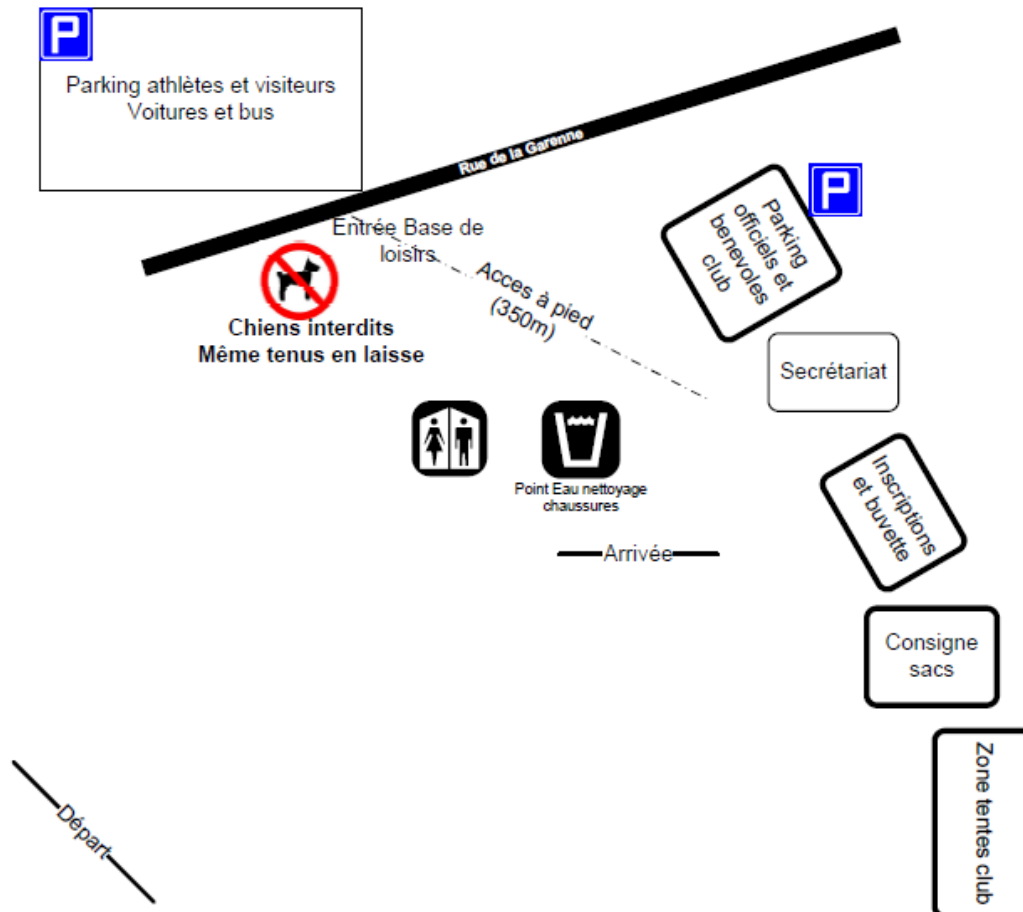 P
Parking athlètes et visiteurs
Voitures et bus
Rue de la Garenne
P
Parking
officiels et
benevoles
club
Entrée Base de
loisirs
Acces à pied
(350m)
Chiens interdits
Même tenus en laisse
Secrétariat
Point Eau nettoyage
chaussures
Inscriptions
et buvette
Arrivée
Consigne
sacs
Zone tentes club
Départ